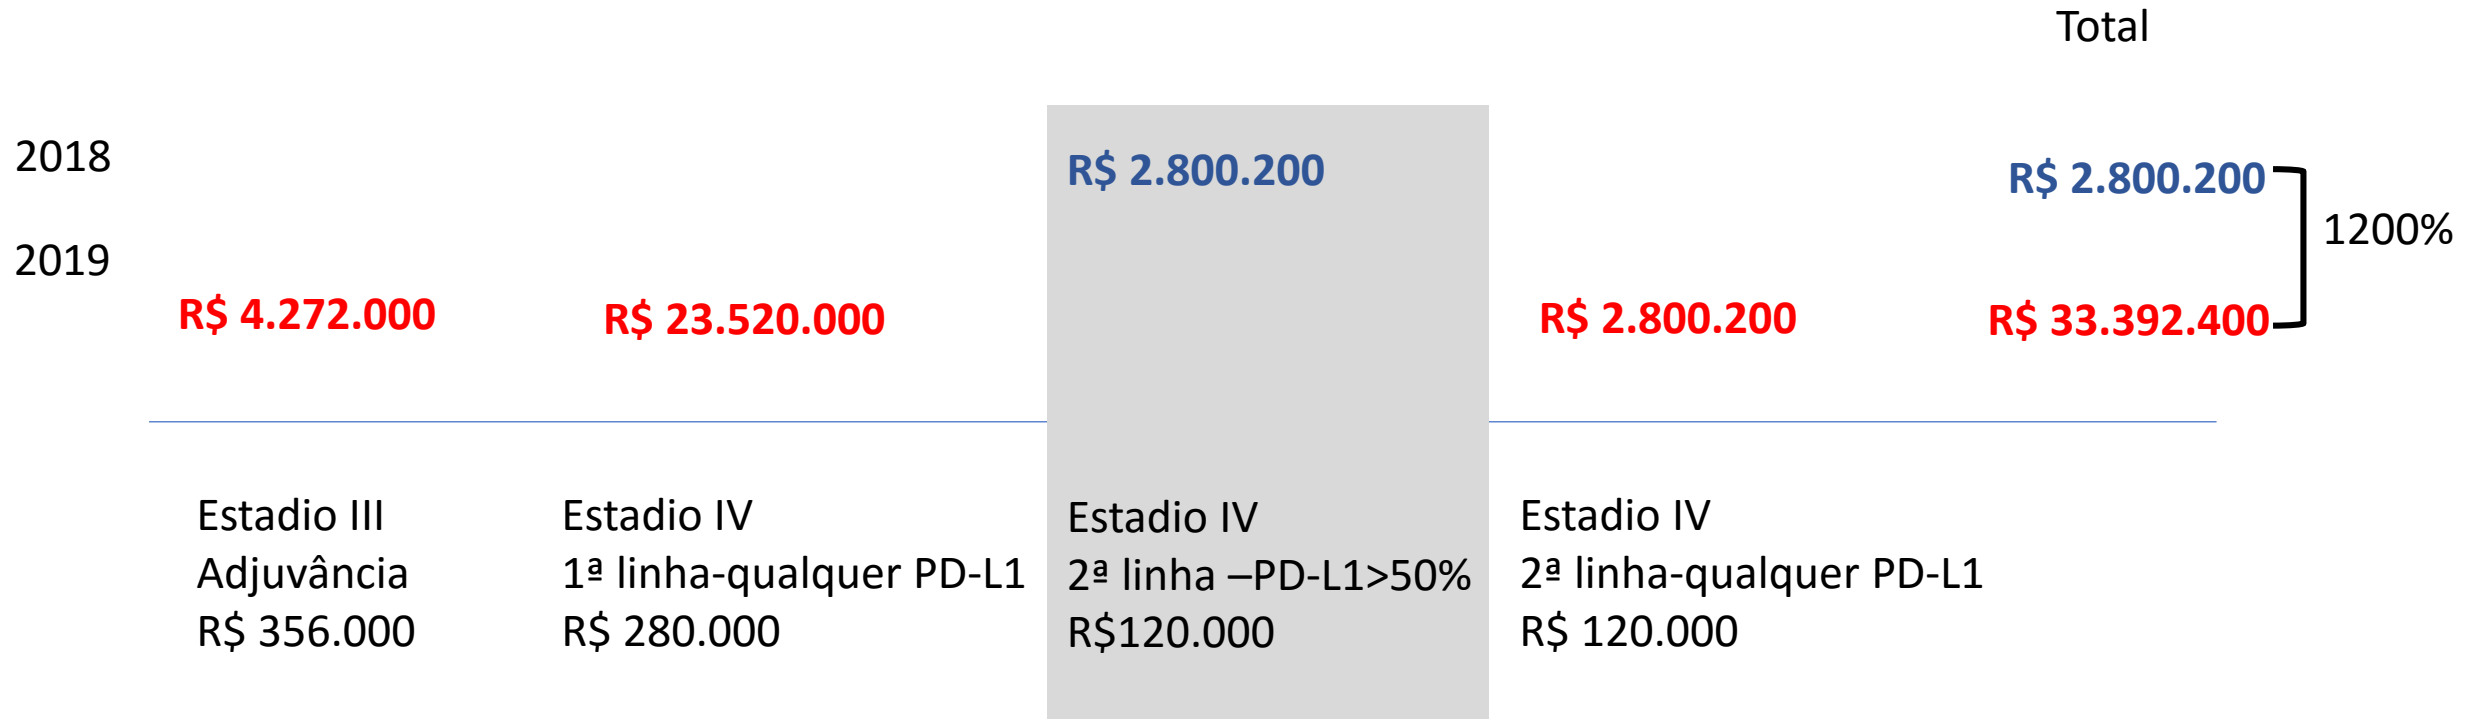 Total
2018
R$ 2.800.200
R$ 2.800.200
1200%
2019
R$ 4.272.000
R$ 23.520.000
R$ 2.800.200
R$ 33.392.400
Estadio III
Adjuvância
R$ 356.000
Estadio IV
1ª linha-qualquer PD-L1
R$ 280.000
Estadio IV
2ª linha –PD-L1>50%
R$120.000
Estadio IV
2ª linha-qualquer PD-L1
R$ 120.000